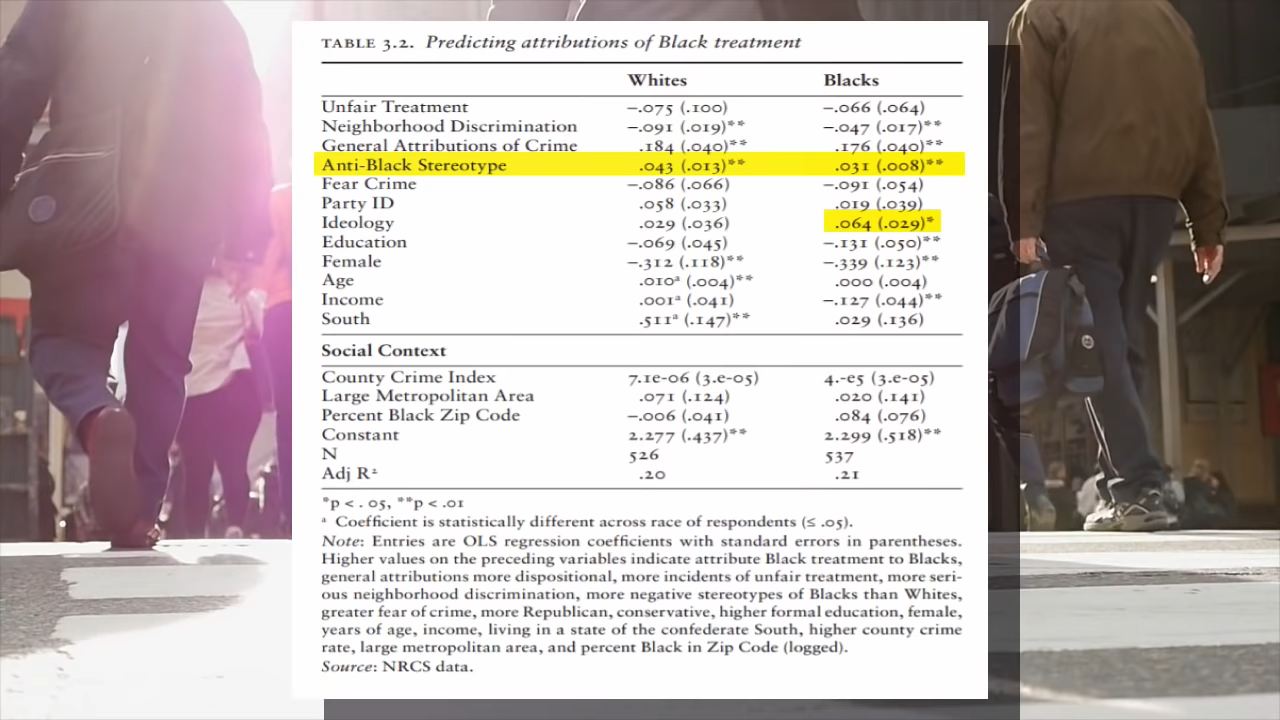 TABLE 3.2. Predicting attributions of Black treatment
Whites Blacks
Unfair Treatment −.075 (.100) −.066 (.064)
Neighborhood Discrimination −.091 (.019)** −.047 (.017)**
General Attributions of Crime .184 (.040)** .176 (.040)**
Anti-Black Stereotype .043 (.013)** .031 (.008)**
Fear Crime −.086 (.066) −.091 (.054)
Party ID .058 (.033) .019 (.039)
Ideology .029 (.036) .064 (.029)*
Education −.069 (.045) −.131 (.050)**
Female −.312 (.118)** −.339 (.123)**
Age .010ᵃ (.004)** .000 (.004)
Income .001ᵃ (.041) −.127 (.044)**
South .511ᵃ (.147)** .029 (.136)
Social Context
County Crime Index 7.1e-06 (3.e-05) 4.-e5 (3.e-05)
Large Metropolitan Area .071 (.124) .020 (.141)
Percent Black Zip Code −.006 (.041) .084 (.076)
Constant 2.277 (.437)** 2.299 (.518)**
N 526 537
Adj R² .20 .21
*p < . 05, **p < .01
ᵃ Coefficient is statistically different across race of respondents (≤ .05).
Note: Entries are OLS regression coefficients with standard errors in parentheses.
Higher values on the preceding variables indicate attribute Black treatment to Blacks,
general attributions more dispositional, more incidents of unfair treatment, more seri-
ous neighborhood discrimination, more negative stereotypes of Blacks than Whites,
greater fear of crime, more Republican, conservative, higher formal education, female,
years of age, income, living in a state of the confederate South, higher county crime
rate, large metropolitan area, and percent Black in Zip Code (logged).
Source: NRCS data.